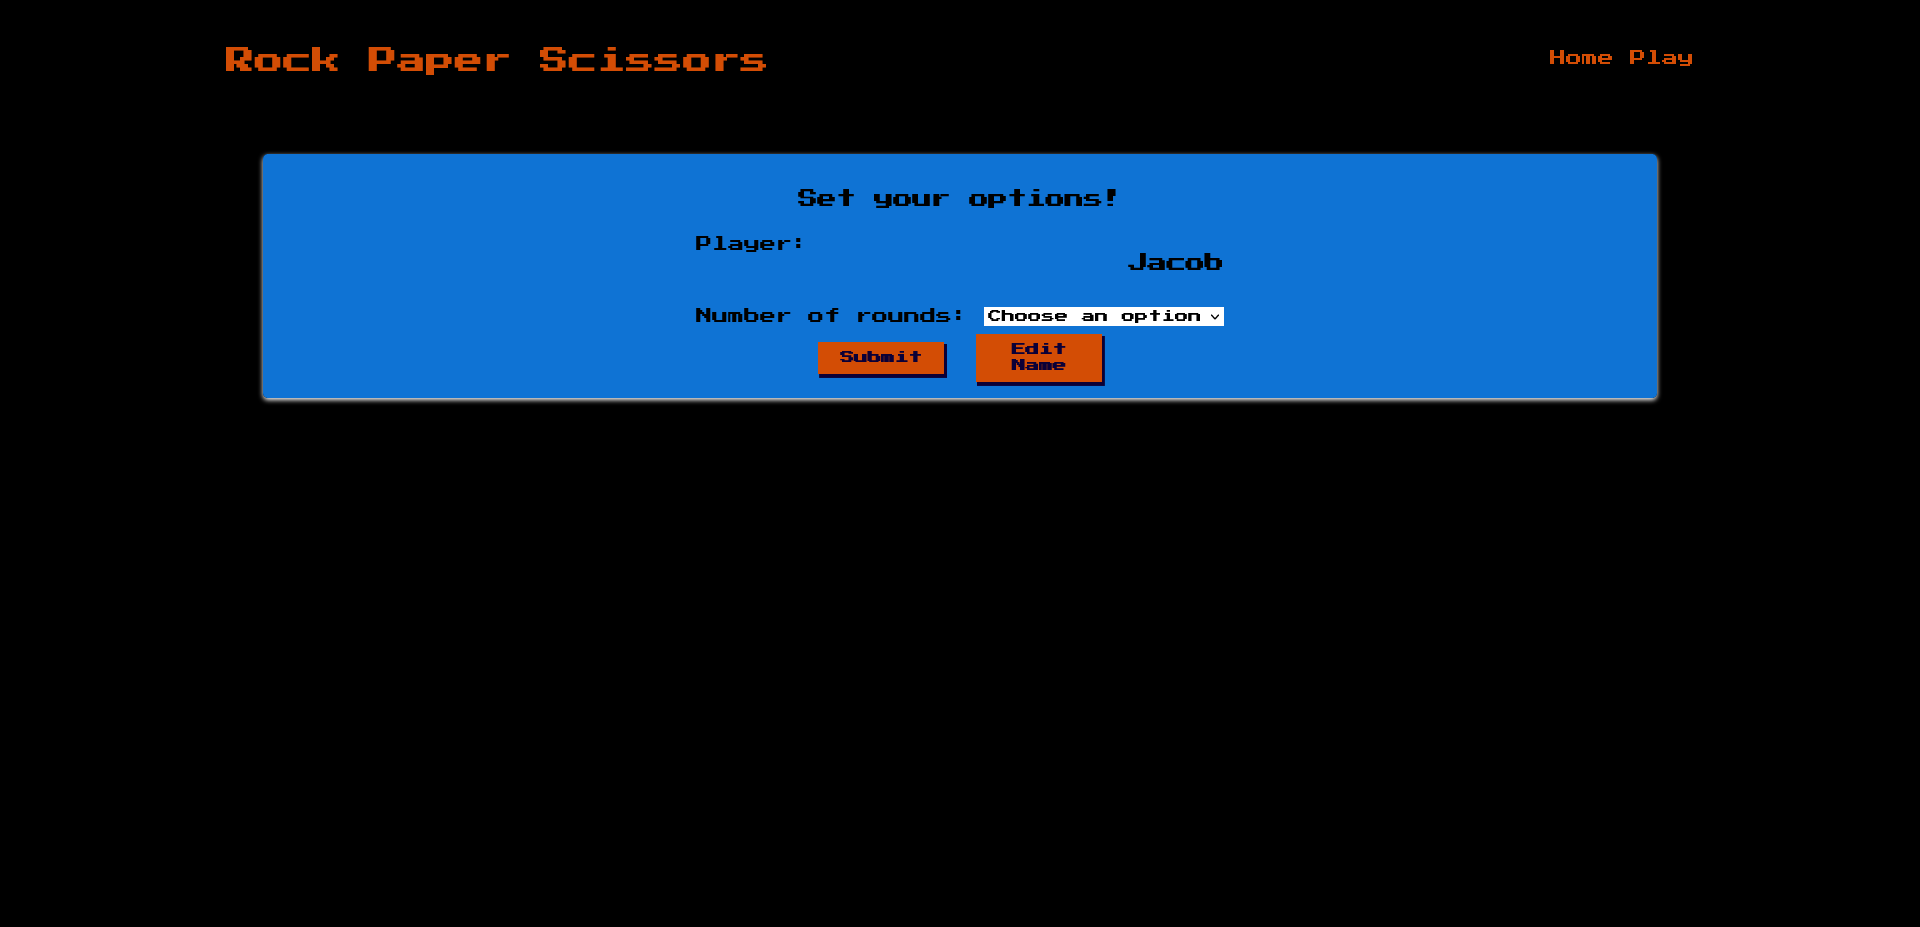 Rock Paper Scissors
Home Play
Set your options!
Player:
Jacob
Number of rounds: Choose an option
Submit
Edit
Name